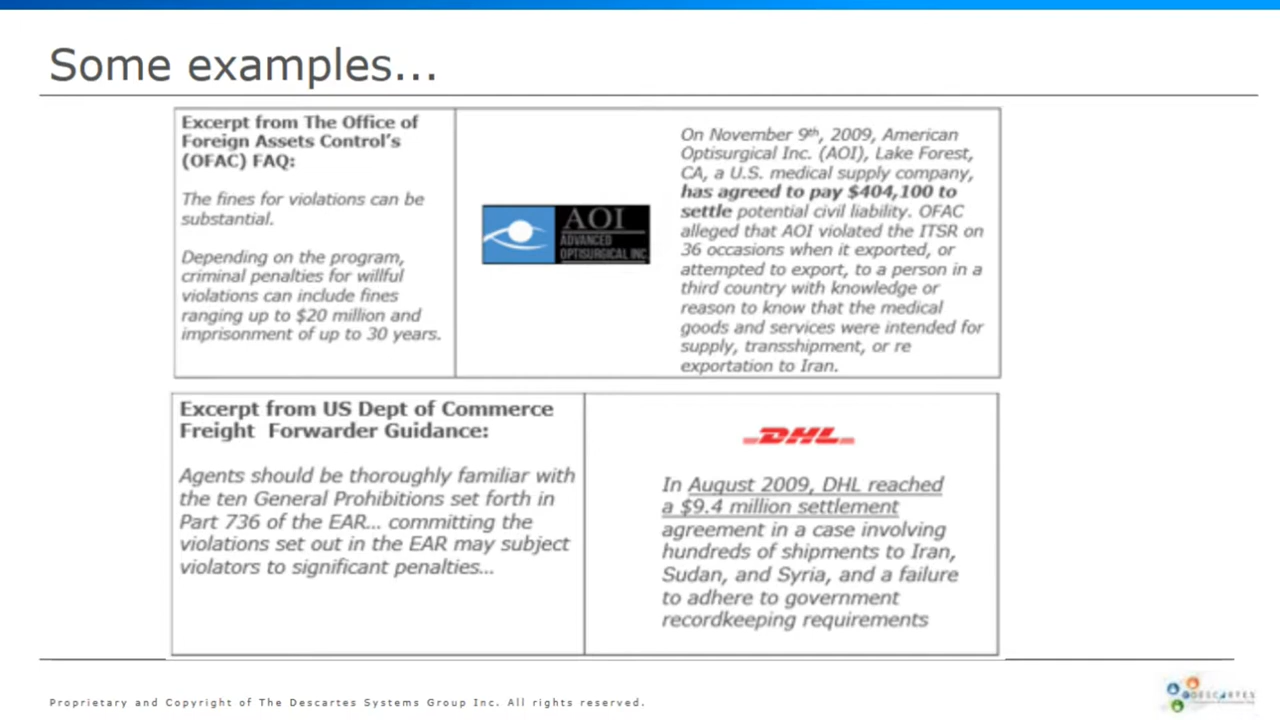 Some examples...
Excerpt from The Office of
Foreign Assets Control's
(OFAC) FAQ:
The fines for violations can be
substantial.
Depending on the program,
criminal penalties for willful
violations can include fines
ranging up to $20 million and
imprisonment of up to 30 years.
AOI
ADVANCED
OPTISURGICAL INC.
On November 9th, 2009, American
Optisurgical Inc. (AOI), Lake Forest,
CA, a U.S. medical supply company,
has agreed to pay $404,100 to
settle potential civil liability. OFAC
alleged that AOI violated the ITSR on
36 occasions when it exported, or
attempted to export, to a person in a
third country with knowledge or
reason to know that the medical
goods and services were intended for
supply, transshipment, or re
exportation to Iran.
Excerpt from US Dept of Commerce
Freight Forwarder Guidance:
Agents should be thoroughly familiar with
the ten General Prohibitions set forth in
Part 736 of the EAR... committing the
violations set out in the EAR may subject
violators to significant penalties...
DHL
In August 2009, DHL reached
a $9.4 million settlement
agreement in a case involving
hundreds of shipments to Iran,
Sudan, and Syria, and a failure
to adhere to government
recordkeeping requirements
Proprietary and Copyright of The Descartes Systems Group Inc. All rights reserved.
DESCARTES